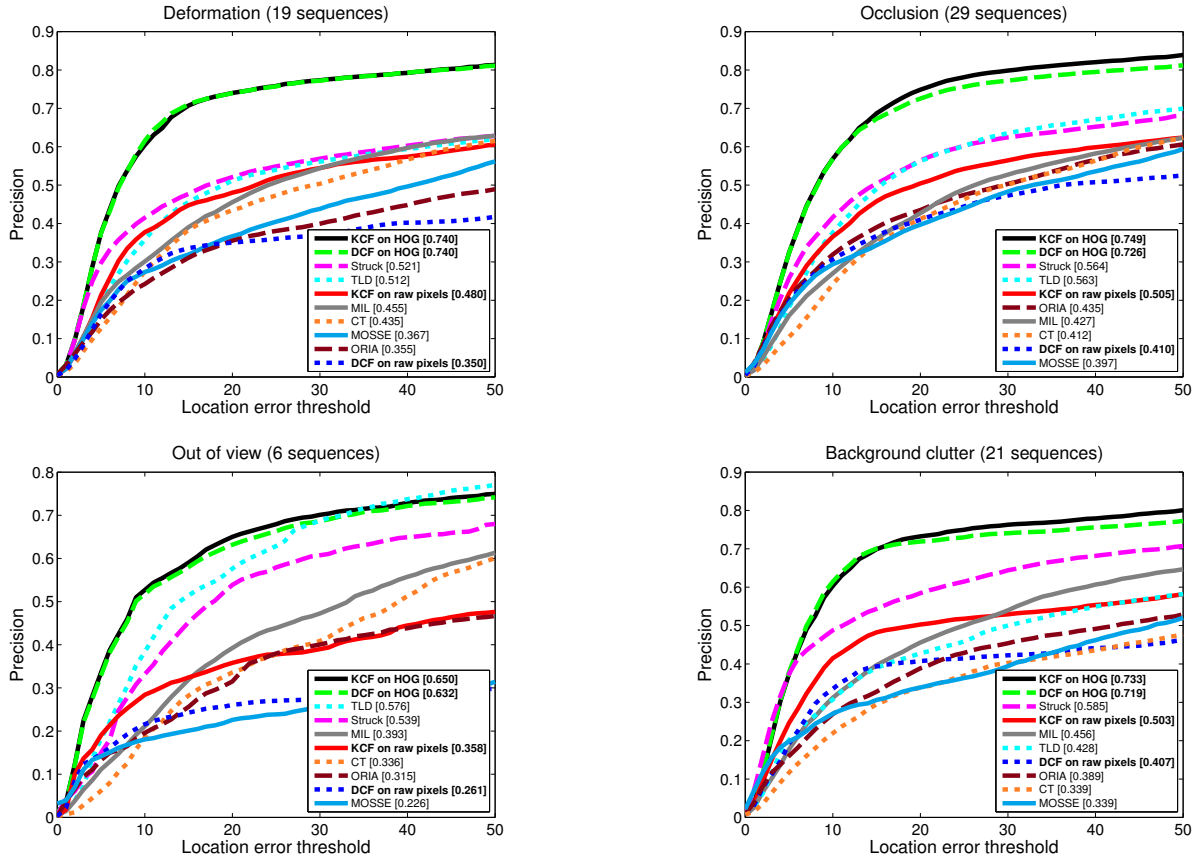 Deformation (19 sequences)
0.9
0.8
0.7
0.6
0.5
0.4
0.3
0.2
0.1
0
Precision
KCF on HOG [0.740]
DCF on HOG [0.740]
Struck [0.521]
TLD [0.512]
KCF on raw pixels [0.480]
MIL [0.455]
CT [0.435]
MOSSE [0.367]
ORIA [0.355]
DCF on raw pixels [0.350]
0 10 20 30 40 50
Location error threshold
Occlusion (29 sequences)
0.9
0.8
0.7
0.6
0.5
0.4
0.3
0.2
0.1
0
Precision
KCF on HOG [0.749]
DCF on HOG [0.726]
Struck [0.564]
TLD [0.563]
KCF on raw pixels [0.505]
ORIA [0.435]
MIL [0.427]
CT [0.412]
DCF on raw pixels [0.410]
MOSSE [0.397]
0 10 20 30 40 50
Location error threshold
Out of view (6 sequences)
0.8
0.7
0.6
0.5
0.4
0.3
0.2
0.1
0
Precision
KCF on HOG [0.650]
DCF on HOG [0.632]
TLD [0.576]
Struck [0.539]
MIL [0.393]
KCF on raw pixels [0.358]
CT [0.336]
ORIA [0.315]
DCF on raw pixels [0.261]
MOSSE [0.226]
0 10 20 30 40 50
Location error threshold
Background clutter (21 sequences)
0.9
0.8
0.7
0.6
0.5
0.4
0.3
0.2
0.1
0
Precision
KCF on HOG [0.733]
DCF on HOG [0.719]
Struck [0.585]
KCF on raw pixels [0.503]
MIL [0.456]
TLD [0.428]
DCF on raw pixels [0.407]
ORIA [0.389]
CT [0.339]
MOSSE [0.339]
0 10 20 30 40 50
Location error threshold